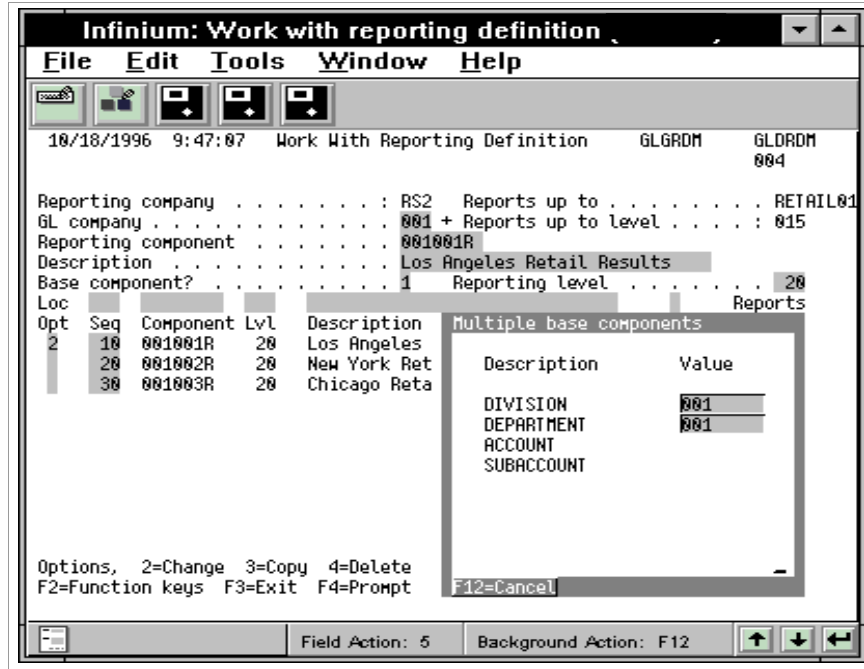 Infinium: Work with reporting definition
File Edit Tools Window Help
10/18/1996 9:47:07 Work With Reporting Definition GLGRDM GLDRDM
004
Reporting company . . . . . . . . . . . : RS2 Reports up to . . . . . . . . RETAIL01
GL company . . . . . . . . . . . . . . 001 + Reports up to level . . . . : 015
Reporting component . . . . . . . 001001R
Description . . . . . . . . . . . Los Angeles Retail Results
Base component? . . . . . . . . . 1 Reporting level . . . . . . . 20
Loc Reports
Opt Seq Component Lvl Description Multiple base components
2 10 001001R 20 Los Angeles
20 001002R 20 New York Ret Description Value
30 001003R 20 Chicago Reta
DIVISION 001
DEPARTMENT 001
ACCOUNT
SUBACCOUNT
Options, 2=Change 3=Copy 4=Delete
F2=Function keys F3=Exit F4=Prompt F12=Cancel
Field Action: 5 Background Action: F12